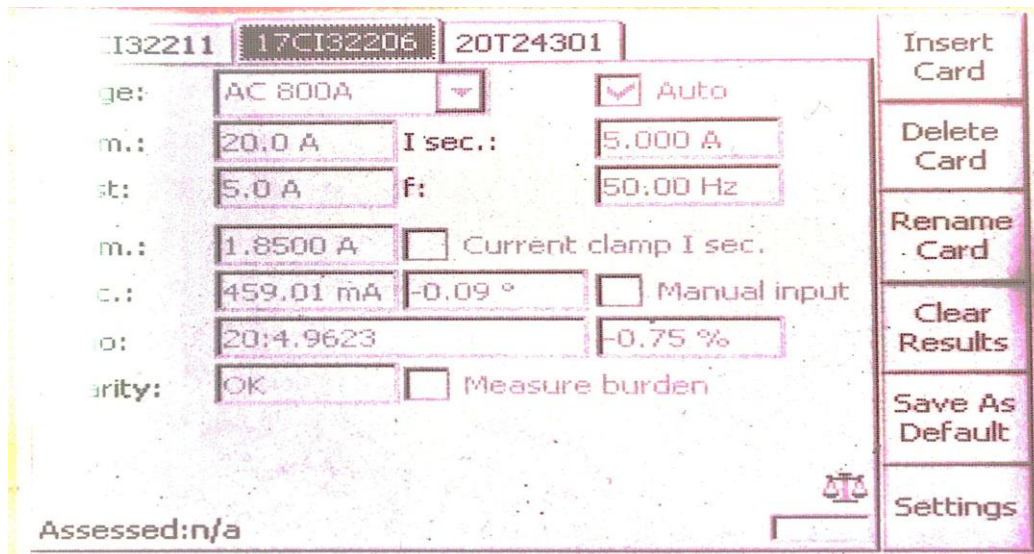 CI32211 17CI32206 20T24301
ge: AC 800A Auto
m.: 20.0 A I sec.: 5.000 A
st: 5.0 A f: 50.00 Hz
m.: 1.8500 A Current clamp I sec.
c.: 459.01 mA -0.09 ° Manual input
o: 20:4.9623 -0.75 %
arity: OK Measure burden
Assessed:n/a
Insert
Card
Delete
Card
Rename
Card
Clear
Results
Save As
Default
Settings